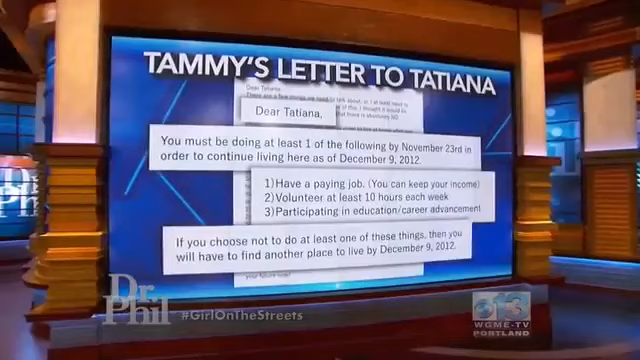 TAMMY'S LETTER TO TATIANA
Dear Tatiana,
Dear Tatiana,
You must be doing at least 1 of the following by November 23rd in
order to continue living here as of December 9, 2012.
1)Have a paying job. (You can keep your income)
2)Volunteer at least 10 hours each week
3)Participating in education/career advancement
If you choose not to do at least one of these things, then you
will have to find another place to live by December 9, 2012.
Dr. Phil
#GirlOnTheStreets
13
WGME-TV
PORTLAND